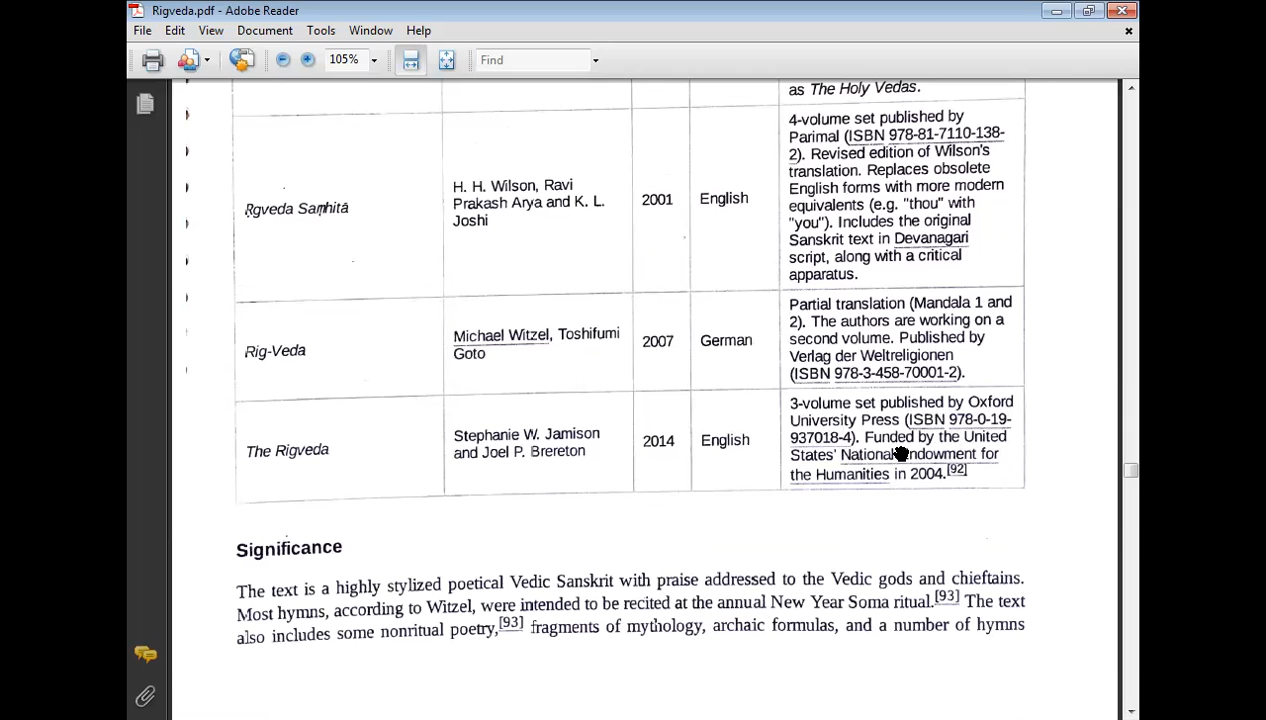 Rigveda.pdf - Adobe Reader
File Edit View Document Tools Window Help
105% Find
as The Holy Vedas.
Ṛgveda Saṃhitā
H. H. Wilson, Ravi
Prakash Arya and K. L.
Joshi
2001
English
4-volume set published by
Parimal (ISBN 978-81-7110-138-
2). Revised edition of Wilson's
translation. Replaces obsolete
English forms with more modern
equivalents (e.g. "thou" with
"you"). Includes the original
Sanskrit text in Devanagari
script, along with a critical
apparatus.
Rig-Veda
Michael Witzel, Toshifumi
Goto
2007
German
Partial translation (Mandala 1 and
2). The authors are working on a
second volume. Published by
Verlag der Weltreligionen
(ISBN 978-3-458-70001-2).
The Rigveda
Stephanie W. Jamison
and Joel P. Brereton
2014
English
3-volume set published by Oxford
University Press (ISBN 978-0-19-
937018-4). Funded by the United
States' National Endowment for
the Humanities in 2004.[92]
Significance
The text is a highly stylized poetical Vedic Sanskrit with praise addressed to the Vedic gods and chieftains.
Most hymns, according to Witzel, were intended to be recited at the annual New Year Soma ritual.[93] The text
also includes some nonritual poetry,[93] fragments of mythology, archaic formulas, and a number of hymns